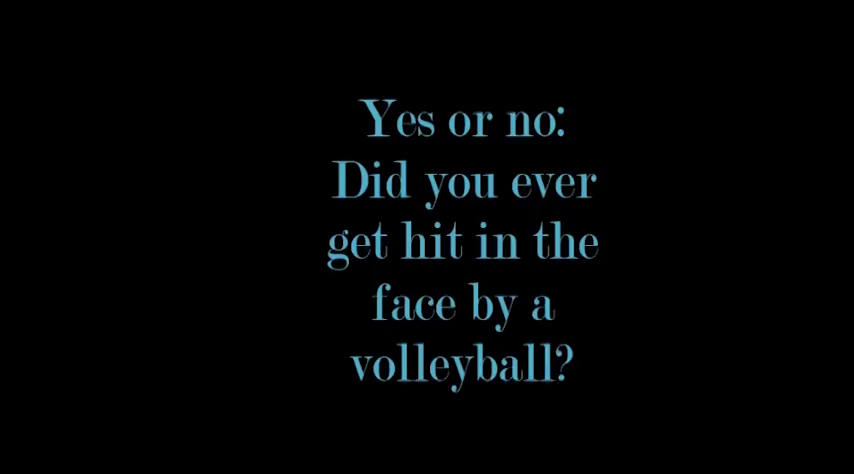 Yes or no:
Did you ever
get hit in the
face by a
volleyball?